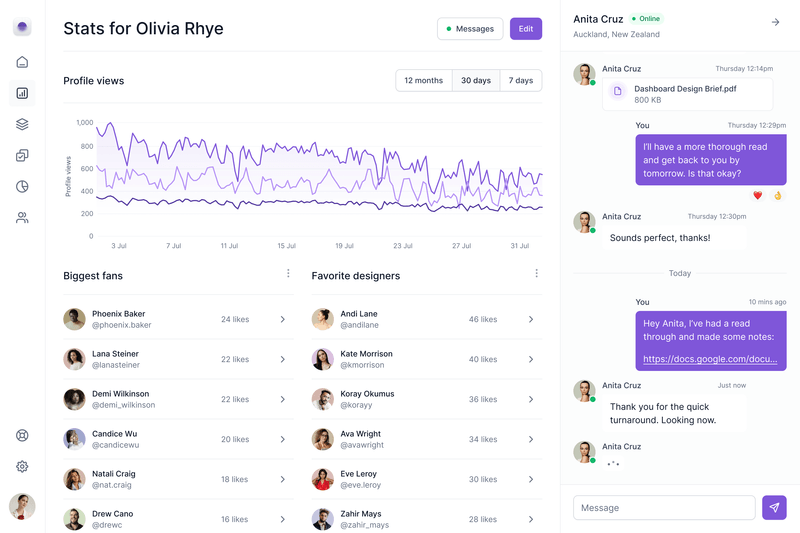 Stats for Olivia Rhye
Messages
Edit
Profile views
12 months
30 days
7 days
Profile views
1,000
800
600
400
200
0
3 Jul
7 Jul
11 Jul
15 Jul
19 Jul
23 Jul
27 Jul
31 Jul
Biggest fans
Phoenix Baker
@phoenix.baker
24 likes
Lana Steiner
@lanasteiner
22 likes
Demi Wilkinson
@demi_wilkinson
22 likes
Candice Wu
@candicewu
20 likes
Natali Craig
@nat.craig
18 likes
Drew Cano
@drewc
16 likes
Favorite designers
Andi Lane
@andilane
46 likes
Kate Morrison
@kmorrison
40 likes
Koray Okumus
@korayy
36 likes
Ava Wright
@avawright
34 likes
Eve Leroy
@eve.leroy
30 likes
Zahir Mays
@zahir_mays
28 likes
Anita Cruz
Online
Auckland, New Zealand
Anita Cruz
Thursday 12:14pm
Dashboard Design Brief.pdf
800 KB
You
Thursday 12:29pm
I'll have a more thorough read
and get back to you by
tomorrow. Is that okay?
Anita Cruz
Thursday 12:30pm
Sounds perfect, thanks!
Today
You
10 mins ago
Hey Anita, I've had a read
through and made some notes:
https://docs.google.com/docu...
Anita Cruz
Just now
Thank you for the quick
turnaround. Looking now.
Anita Cruz
Message